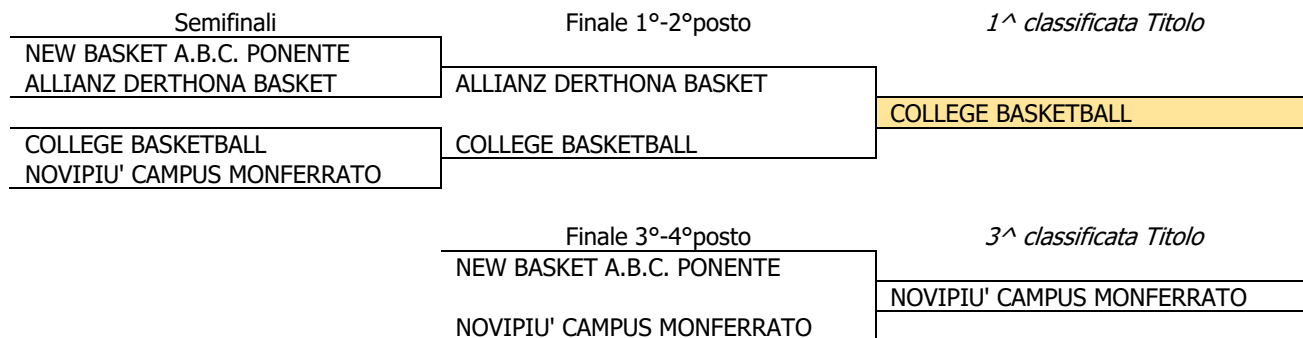 Semifinali Finale 1°-2°posto 1^ classificata Titolo
NEW BASKET A.B.C. PONENTE
ALLIANZ DERTHONA BASKET ALLIANZ DERTHONA BASKET
COLLEGE BASKETBALL
COLLEGE BASKETBALL COLLEGE BASKETBALL
NOVIPIU' CAMPUS MONFERRATO
Finale 3°-4°posto 3^ classificata Titolo
NEW BASKET A.B.C. PONENTE
NOVIPIU' CAMPUS MONFERRATO
NOVIPIU' CAMPUS MONFERRATO